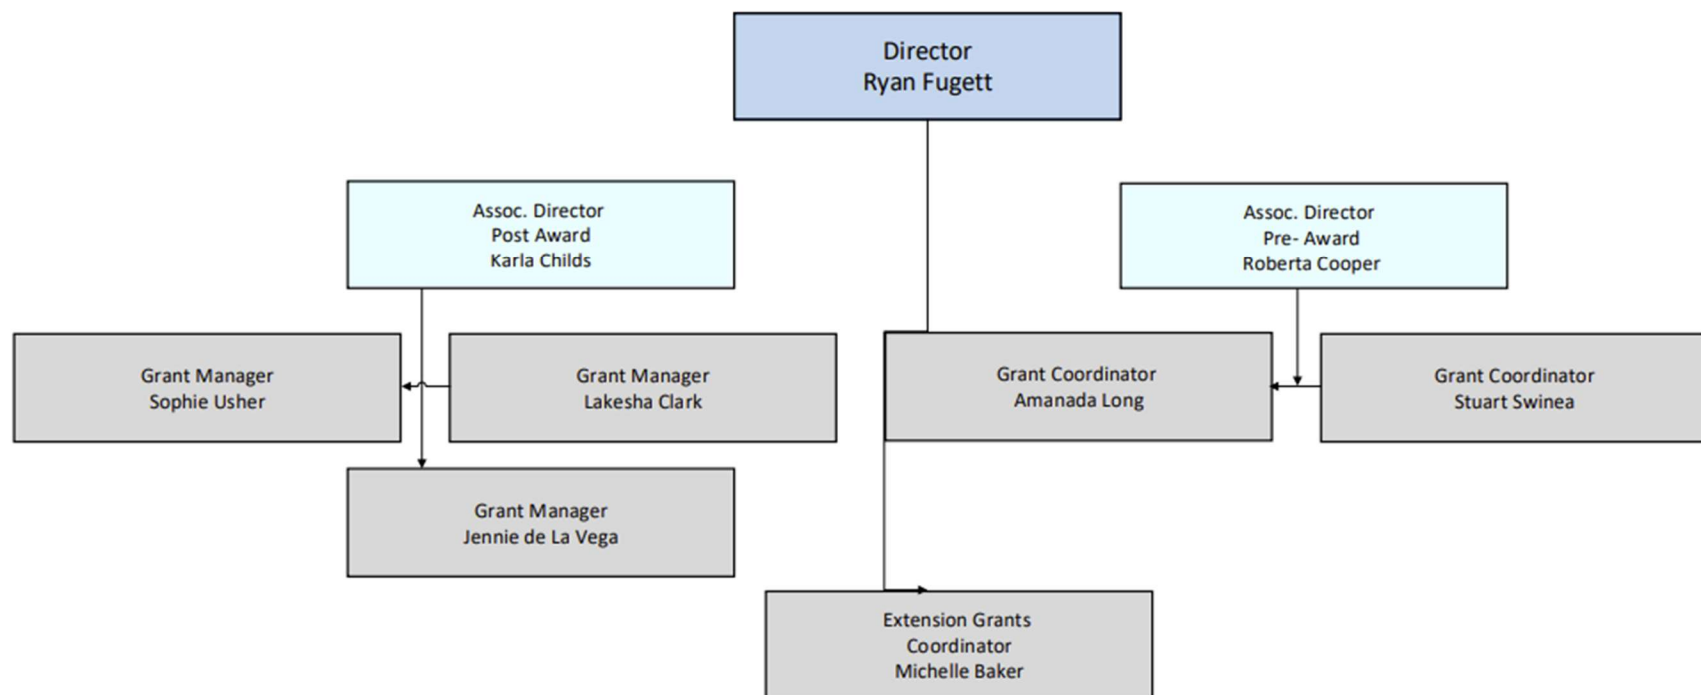 Director
Ryan Fugett
Assoc. Director
Post Award
Karla Childs
Assoc. Director
Pre- Award
Roberta Cooper
Grant Manager
Sophie Usher
Grant Manager
Lakesha Clark
Grant Coordinator
Amanada Long
Grant Coordinator
Stuart Swinea
Grant Manager
Jennie de La Vega
Extension Grants
Coordinator
Michelle Baker